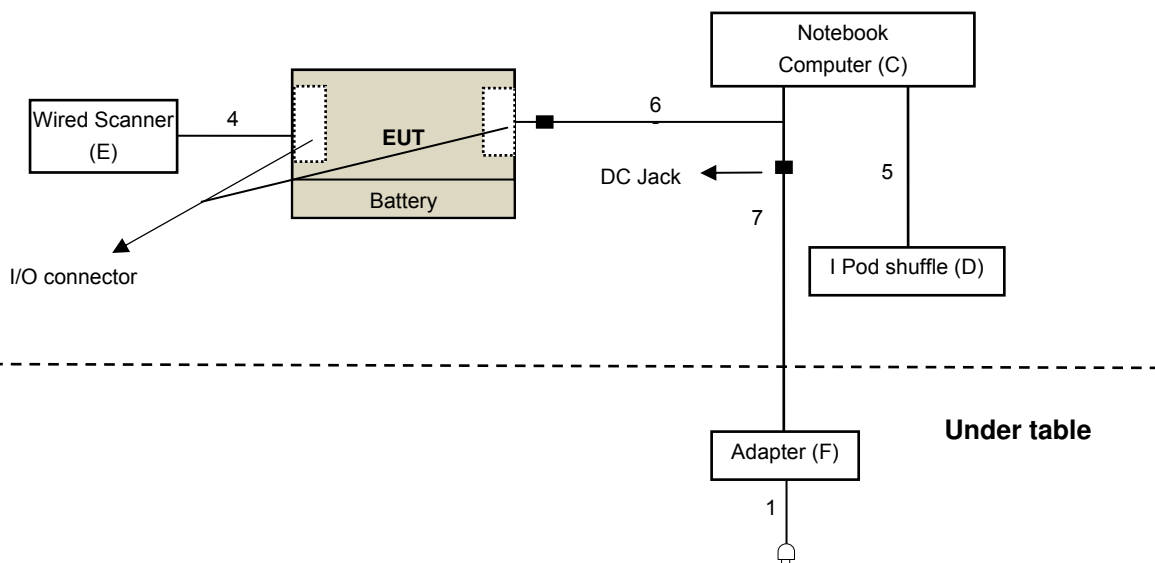 Notebook
Computer (C)
Wired Scanner
(E)
4
EUT
Battery
6
DC Jack
5
7
I Pod shuffle (D)
I/O connector
Under table
Adapter (F)
1